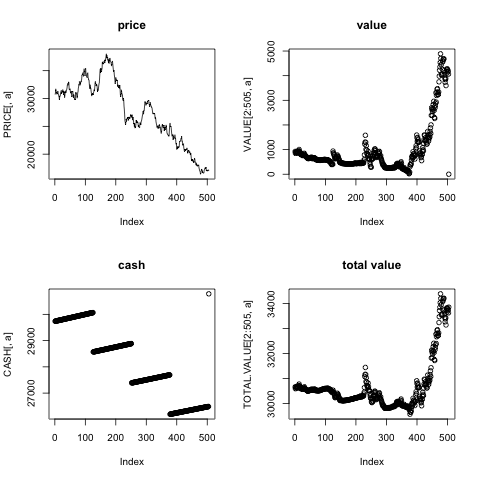 price
PRICE[, a]
20000 30000
0 100 200 300 400 500
Index
value
VALUE[2:505, a]
0 1000 3000 5000
0 100 200 300 400 500
Index
cash
CASH[, a]
27000 29000
0 100 200 300 400 500
Index
total value
TOTAL.VALUE[2:505, a]
30000 32000 34000
0 100 200 300 400 500
Index